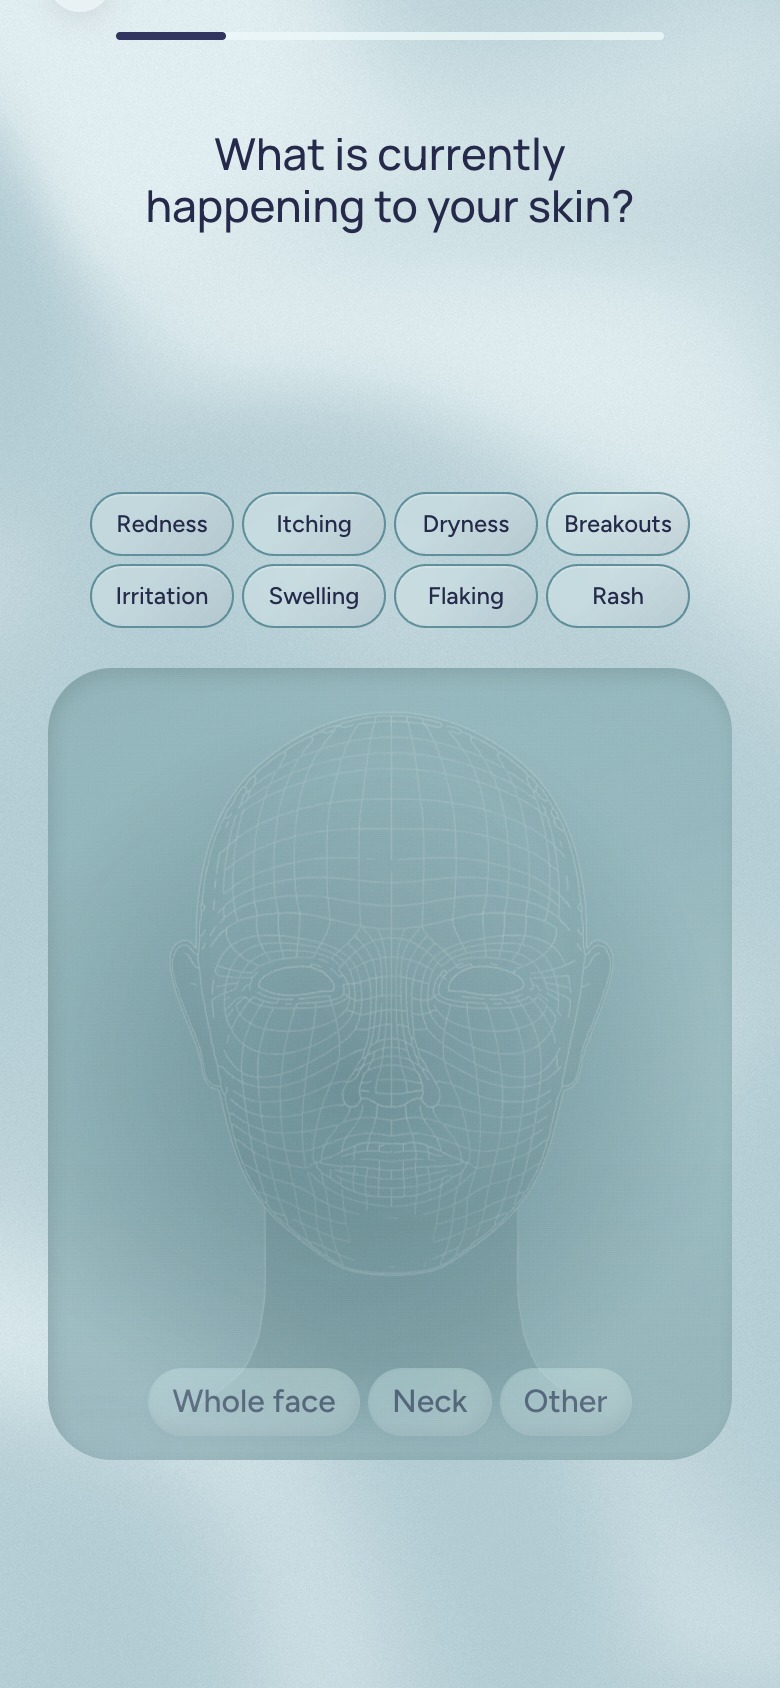 What is currently
happening to your skin?
Redness Itching Dryness Breakouts
Irritation Swelling Flaking Rash
Whole face Neck Other